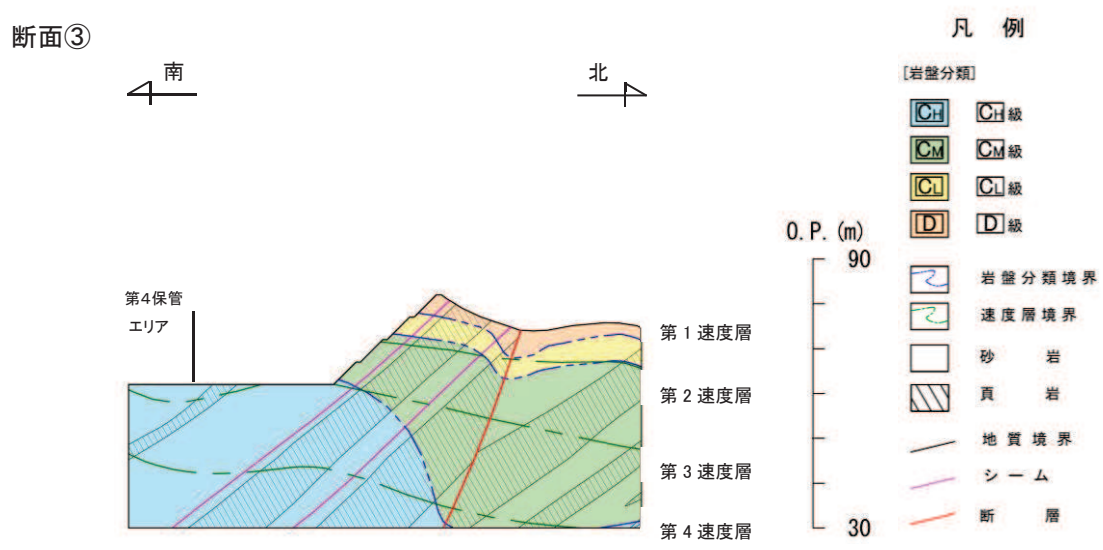 断面③
南
北
第4保管
エリア
第１速度層
第２速度層
第３速度層
第４速度層
O.P.(m)
90
30
凡 例
[岩盤分類]
CH CH級
CM CM級
CL CL級
D D級
岩盤分類境界
速度層境界
砂 岩
頁 岩
地質境界
シーム
断 層